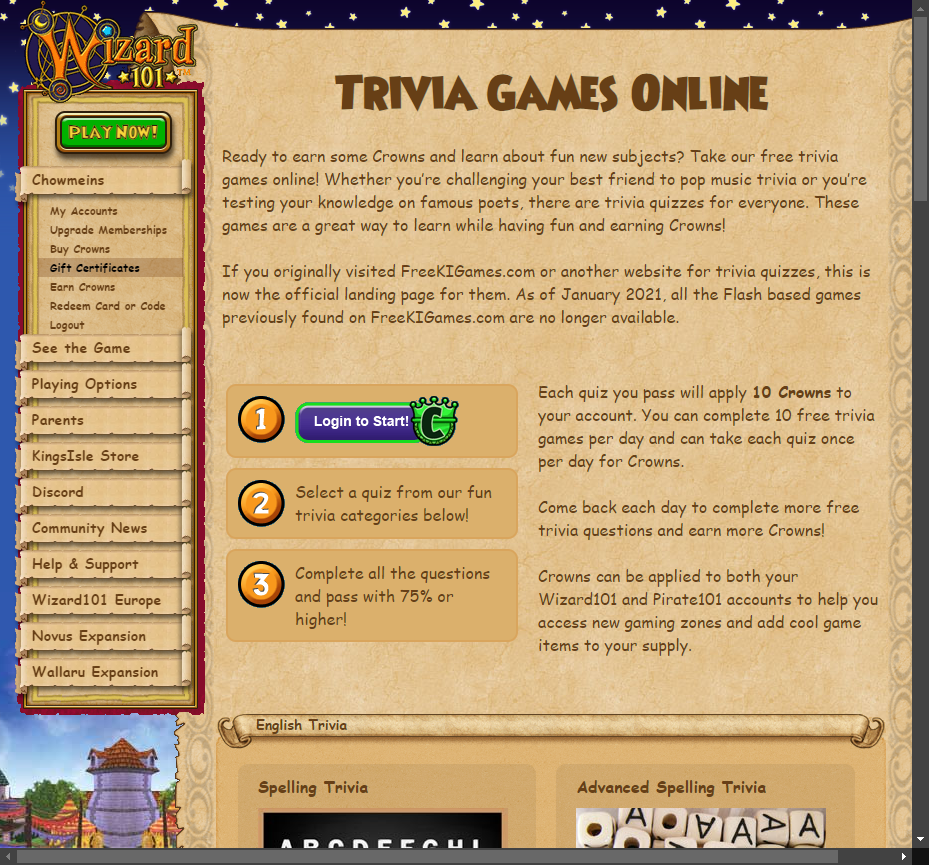 Wizard
101
TM
PLAY NOW!
Chowmeins
My Accounts
Upgrade Memberships
Buy Crowns
Gift Certificates
Earn Crowns
Redeem Card or Code
Logout
See the Game
Playing Options
Parents
KingsIsle Store
Discord
Community News
Help & Support
Wizard101 Europe
Novus Expansion
Wallaru Expansion
Trivia Games Online
Ready to earn some Crowns and learn about fun new subjects? Take our free trivia
games online! Whether you're challenging your best friend to pop music trivia or you're
testing your knowledge on famous poets, there are trivia quizzes for everyone. These
games are a great way to learn while having fun and earning Crowns!
If you originally visited FreeKIGames.com or another website for trivia quizzes, this is
now the official landing page for them. As of January 2021, all the Flash based games
previously found on FreeKIGames.com are no longer available.
1 Login to Start! C
2 Select a quiz from our fun
trivia categories below!
3 Complete all the questions
and pass with 75% or
higher!
Each quiz you pass will apply 10 Crowns to
your account. You can complete 10 free trivia
games per day and can take each quiz once
per day for Crowns.
Come back each day to complete more free
trivia questions and earn more Crowns!
Crowns can be applied to both your
Wizard101 and Pirate101 accounts to help you
access new gaming zones and add cool game
items to your supply.
English Trivia
Spelling Trivia
ABCDEFGHI
Advanced Spelling Trivia